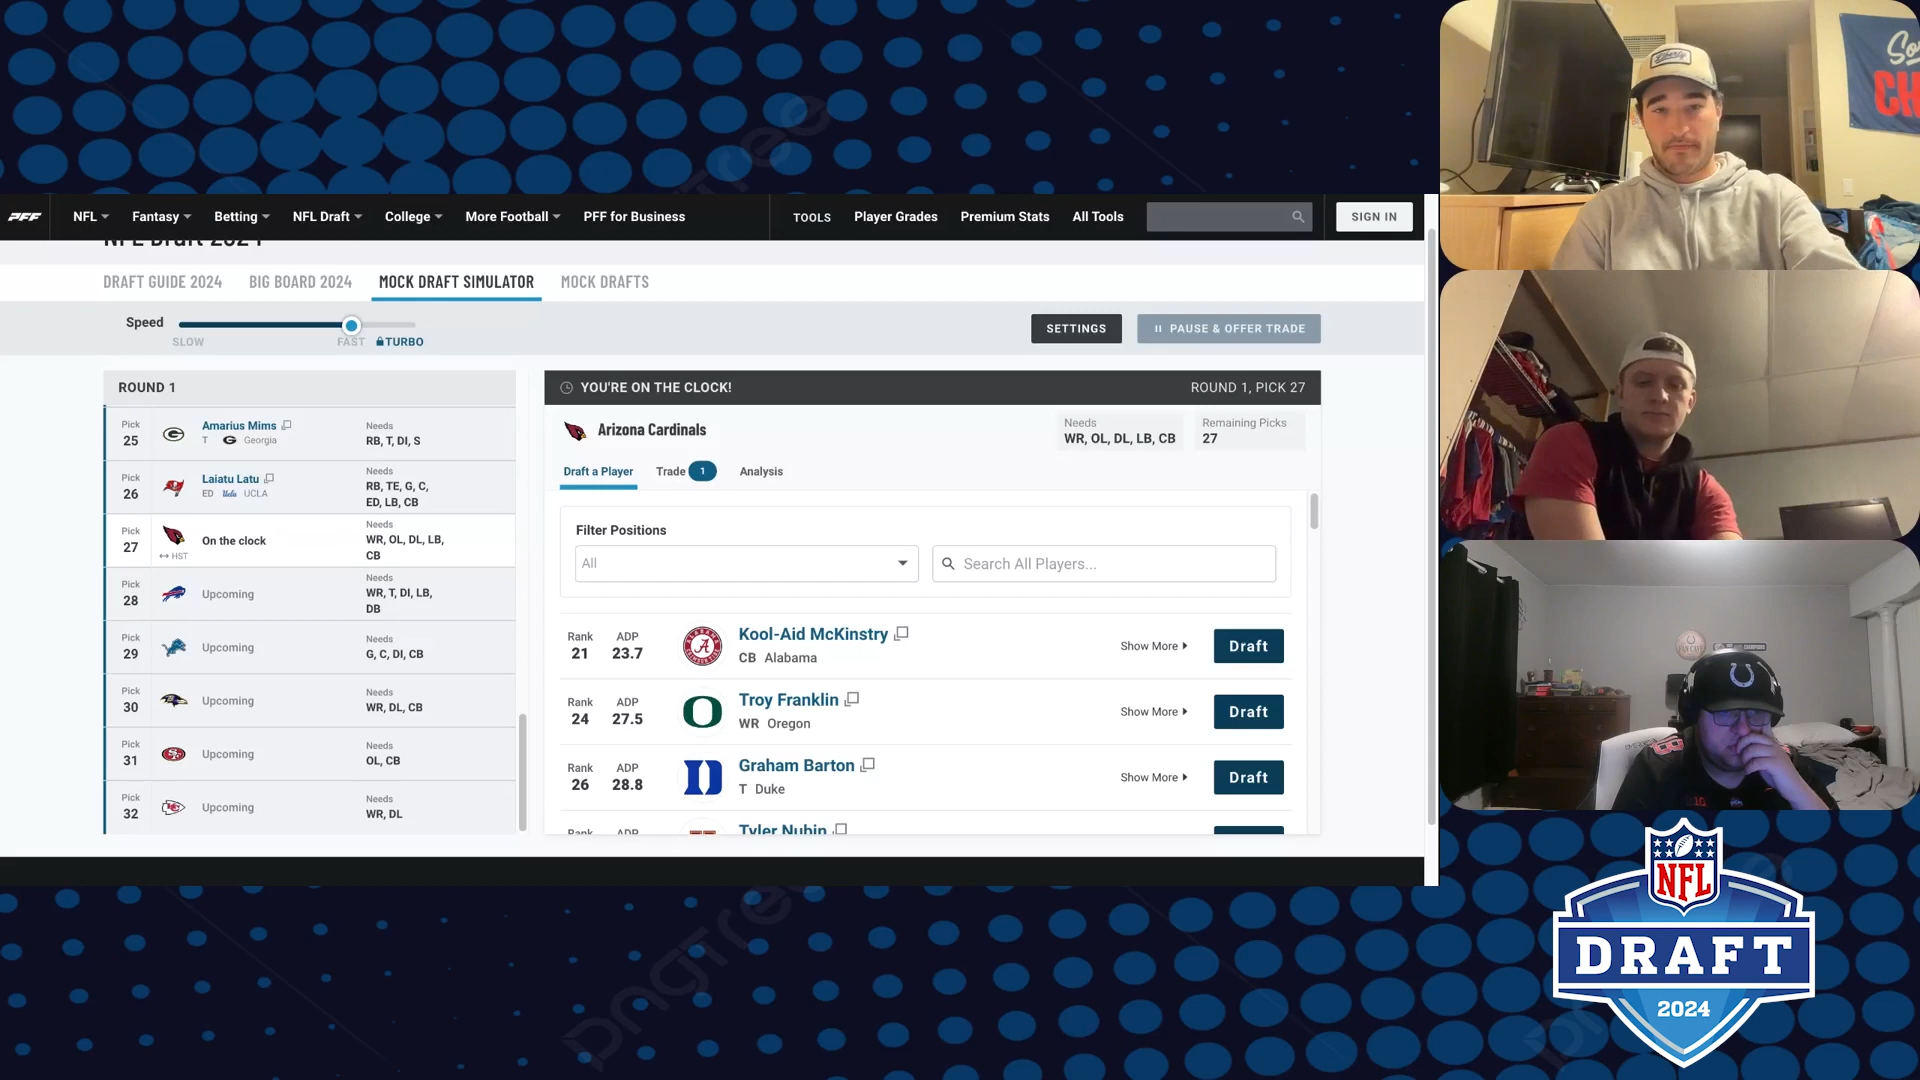 PFF
NFL
Fantasy
Betting
NFL Draft
College
More Football
PFF for Business
TOOLS
Player Grades
Premium Stats
All Tools
SIGN IN
NFL Draft 2024
DRAFT GUIDE 2024
BIG BOARD 2024
MOCK DRAFT SIMULATOR
MOCK DRAFTS
Speed
SLOW
FAST
TURBO
SETTINGS
PAUSE & OFFER TRADE
ROUND 1
Pick
25
Amarius Mims
T Georgia
Needs
RB, T, DI, S
Pick
26
Laiatu Latu
ED UCLA
Needs
RB, TE, G, C,
ED, LB, CB
Pick
27
HST
On the clock
Needs
WR, OL, DL, LB,
CB
Pick
28
Upcoming
Needs
WR, T, DI, LB,
DB
Pick
29
Upcoming
Needs
G, C, DI, CB
Pick
30
Upcoming
Needs
WR, DL, CB
Pick
31
Upcoming
Needs
OL, CB
Pick
32
Upcoming
Needs
WR, DL
YOU'RE ON THE CLOCK!
ROUND 1, PICK 27
Arizona Cardinals
Needs
WR, OL, DL, LB, CB
Remaining Picks
27
Draft a Player
Trade 1
Analysis
Filter Positions
All
Search All Players...
Rank
21
ADP
23.7
Kool-Aid McKinstry
CB Alabama
Show More
Draft
Rank
24
ADP
27.5
Troy Franklin
WR Oregon
Show More
Draft
Rank
26
ADP
28.8
Graham Barton
T Duke
Show More
Draft
Rank
ADP
Tyler Nubin
NFL
DRAFT
2024
pngtree